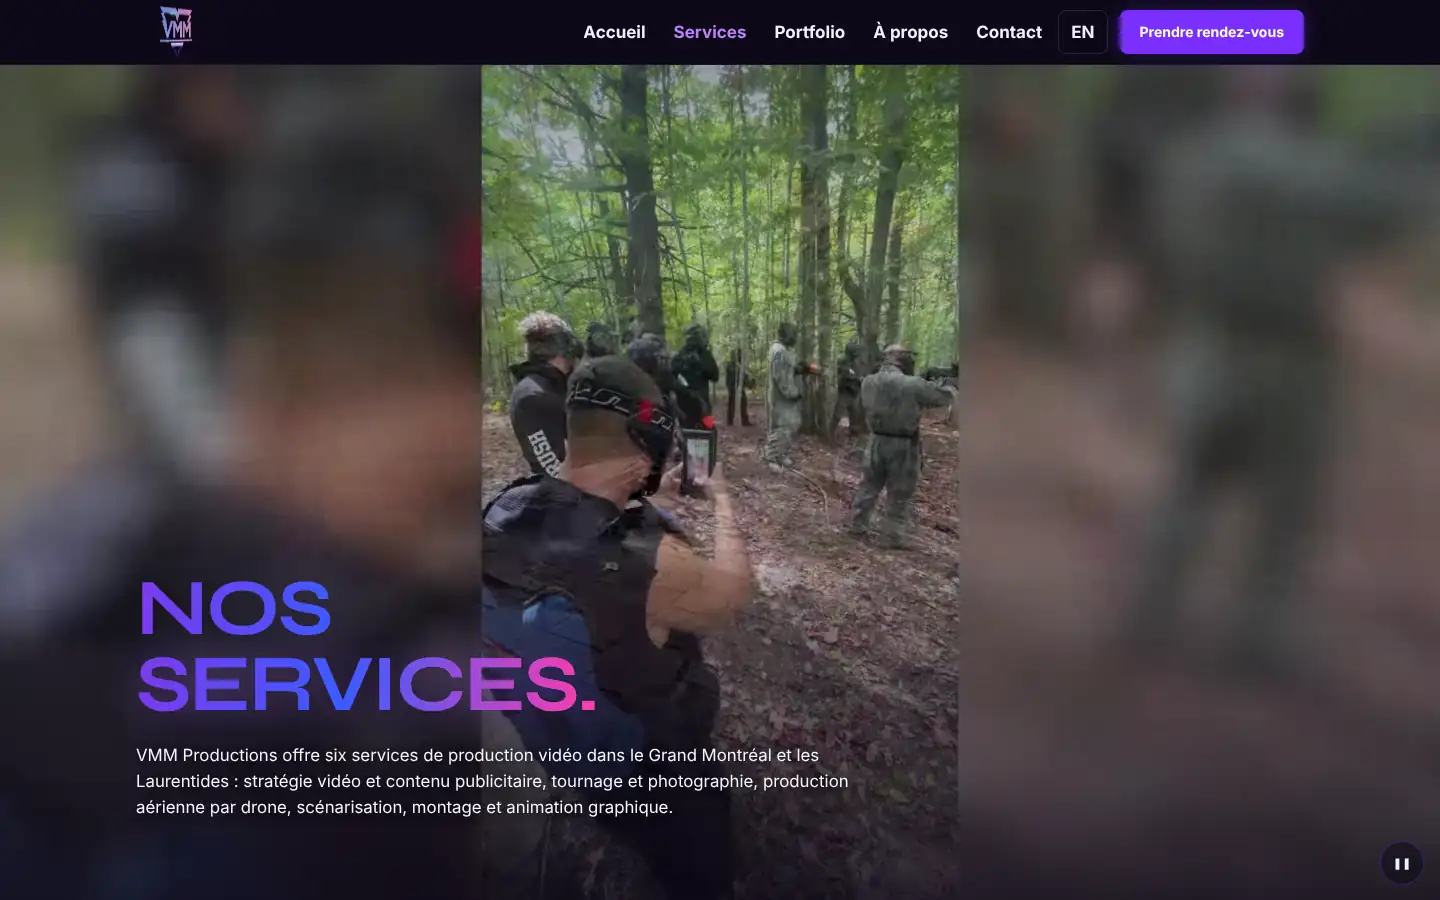 VMM
Accueil
Services
Portfolio
À propos
Contact
EN
Prendre rendez-vous
RUSH
NOS
SERVICES.
VMM Productions offre six services de production vidéo dans le Grand Montréal et les
Laurentides : stratégie vidéo et contenu publicitaire, tournage et photographie, production
aérienne par drone, scénarisation, montage et animation graphique.